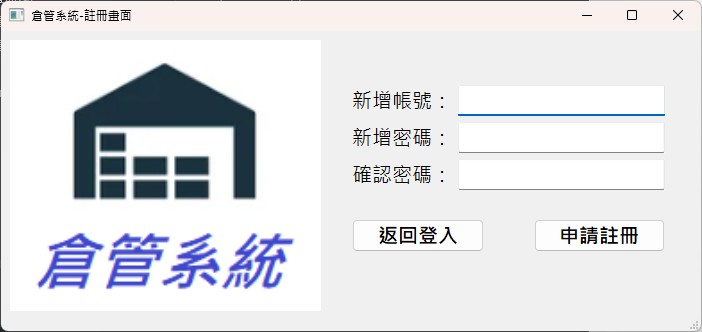 倉管系統-註冊畫面
倉管系統
新增帳號：
新增密碼：
確認密碼：
返回登入
申請註冊